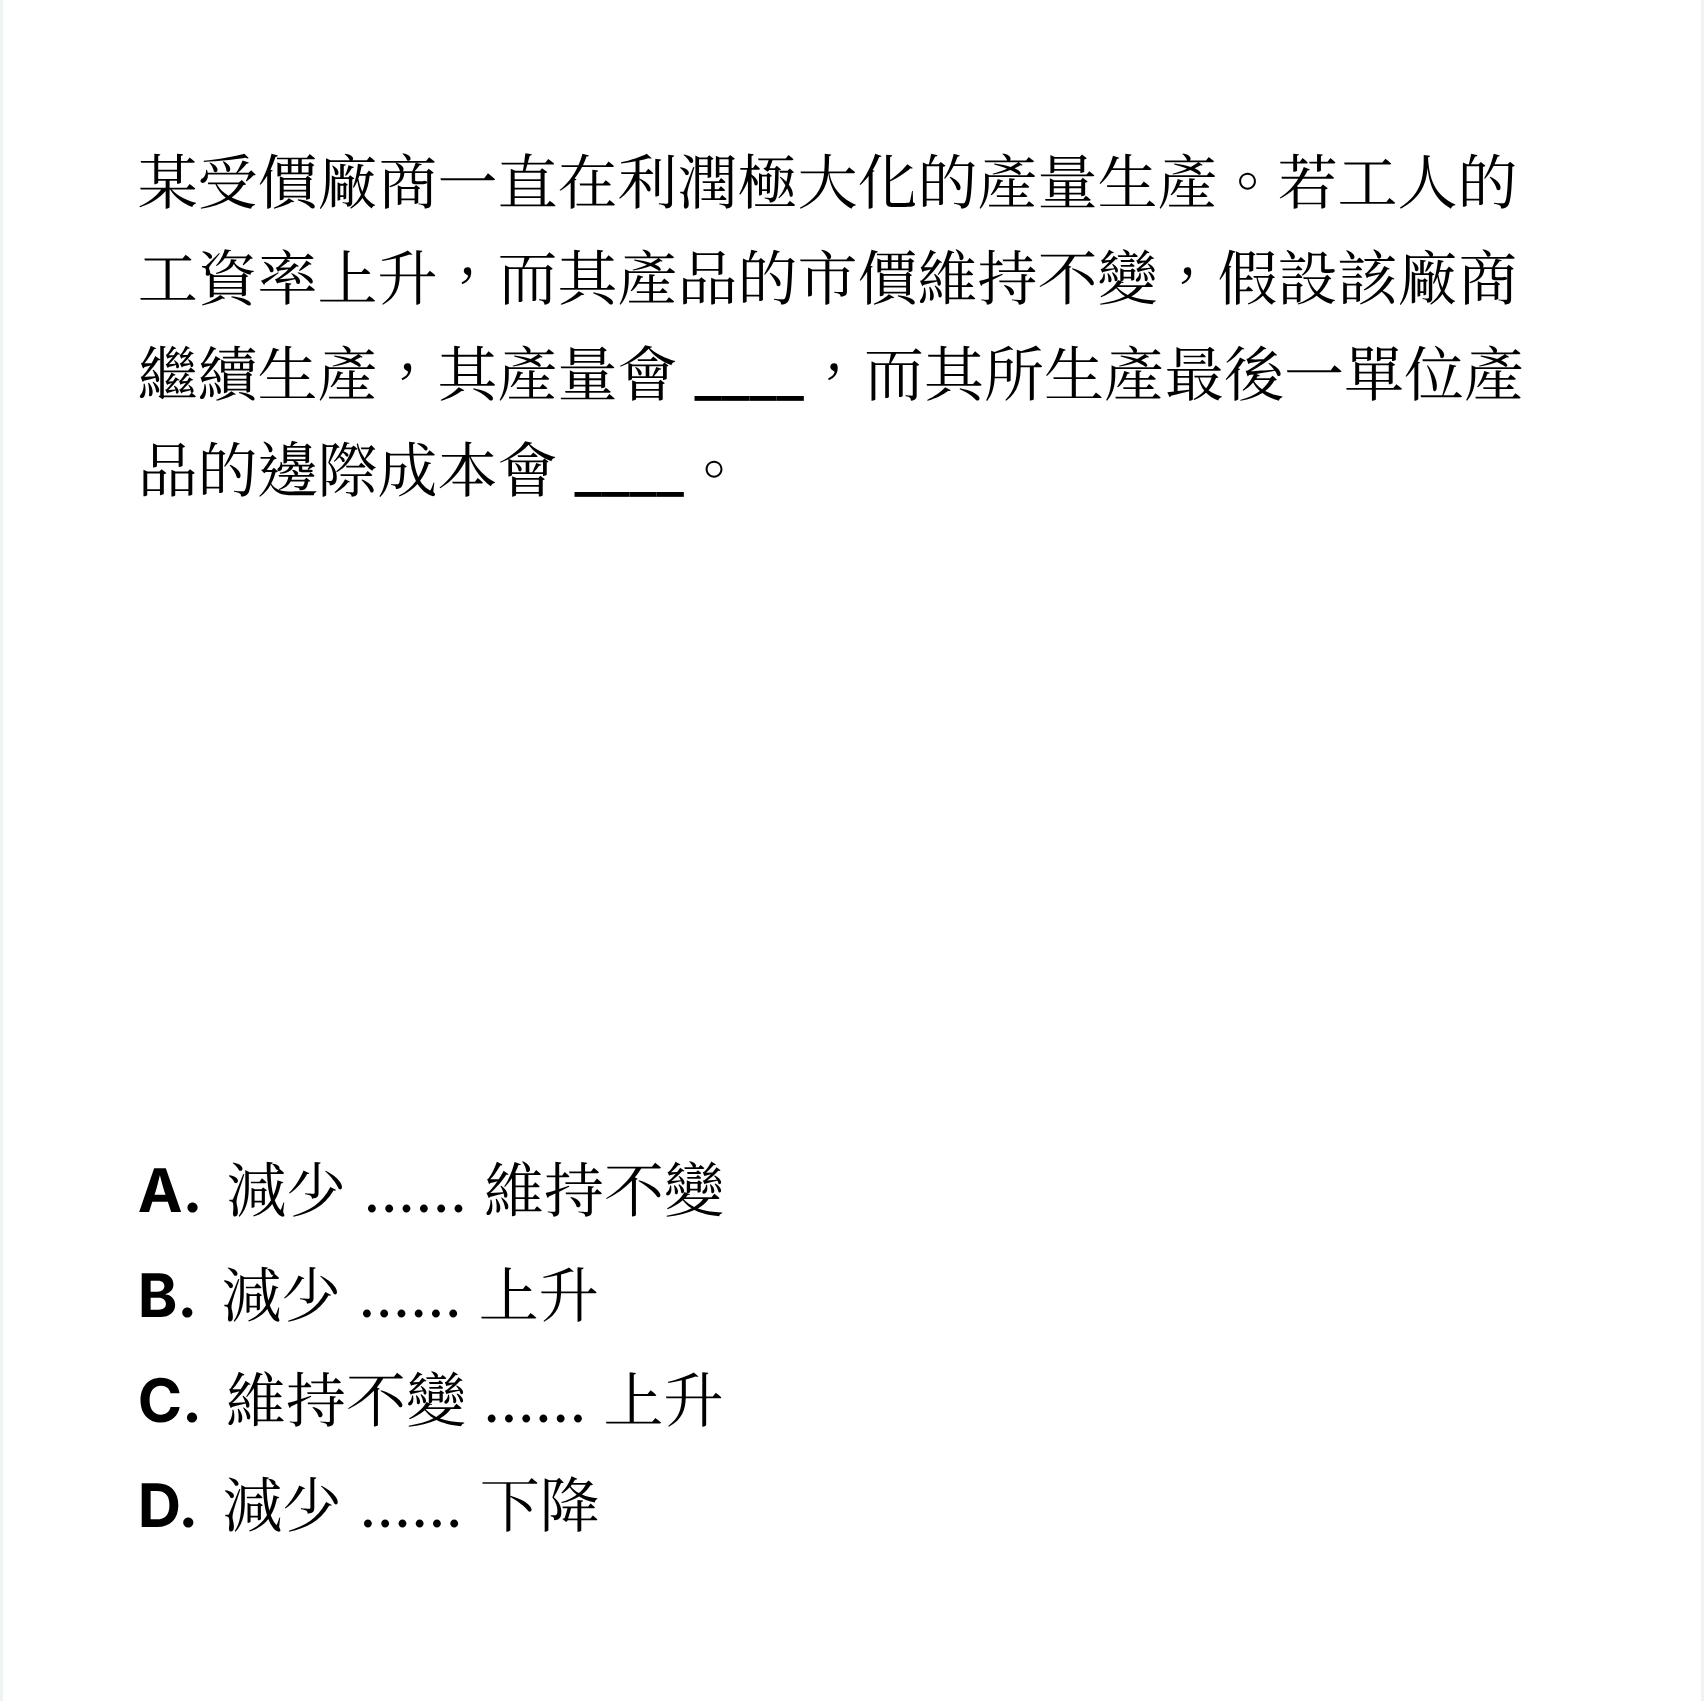 某受價廠商一直在利潤極大化的產量生產。若工人的
工資率上升，而其產品的市價維持不變，假設該廠商
繼續生產，其產量會 ____，而其所生產最後一單位產
品的邊際成本會 ____。
A. 減少 ...... 維持不變
B. 減少 ...... 上升
C. 維持不變 ...... 上升
D. 減少 ...... 下降